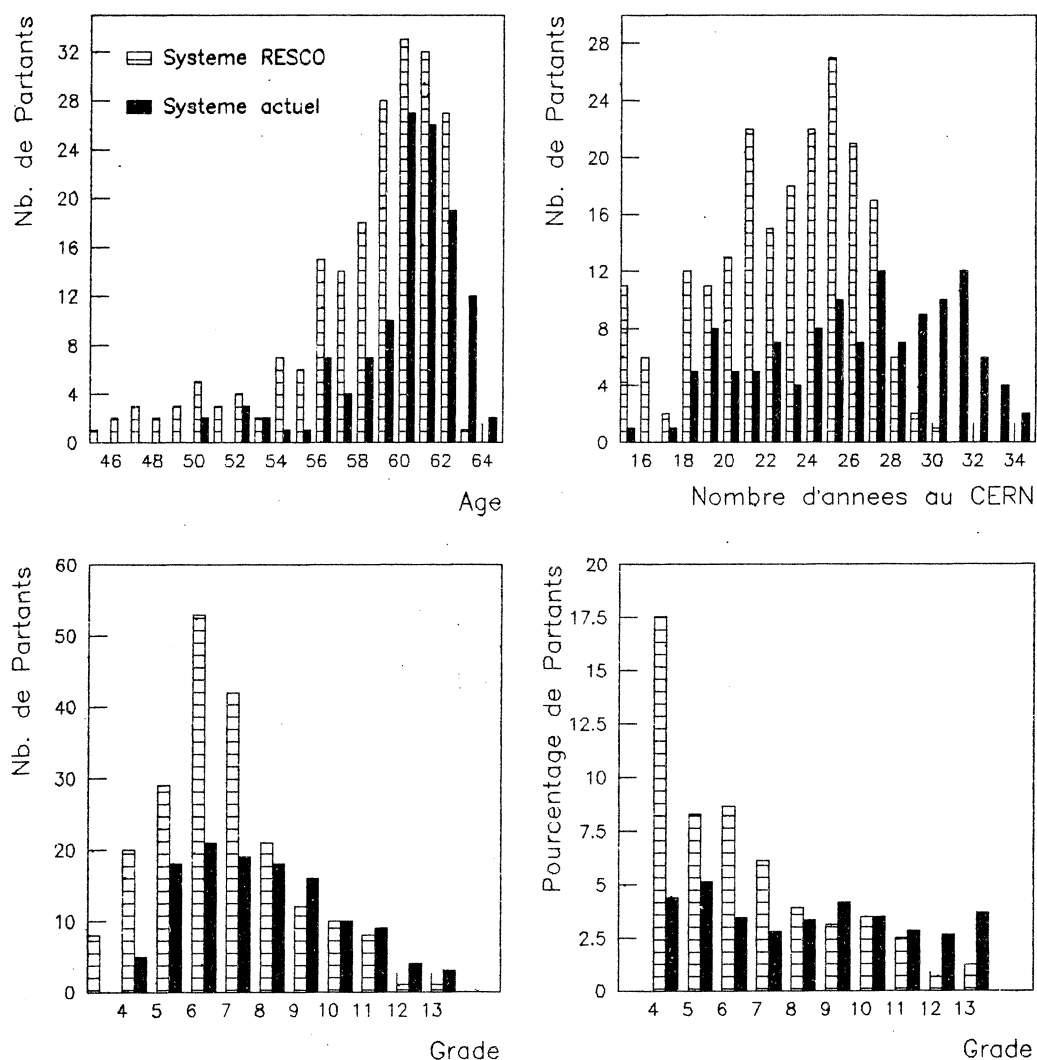 Nb. de Partants
32
28
24
20
16
12
8
4
0
Systeme RESCO
Systeme actuel
46 48 50 52 54 56 58 60 62 64
Age
Nb. de Partants
28
24
20
16
12
8
4
0
16 18 20 22 24 26 28 30 32 34
Nombre d'annees au CERN
Nb. de Partants
60
50
40
30
20
10
0
4 5 6 7 8 9 10 11 12 13
Grade
Pourcentage de Partants
20
17.5
15
12.5
10
7.5
5
2.5
0
4 5 6 7 8 9 10 11 12 13
Grade